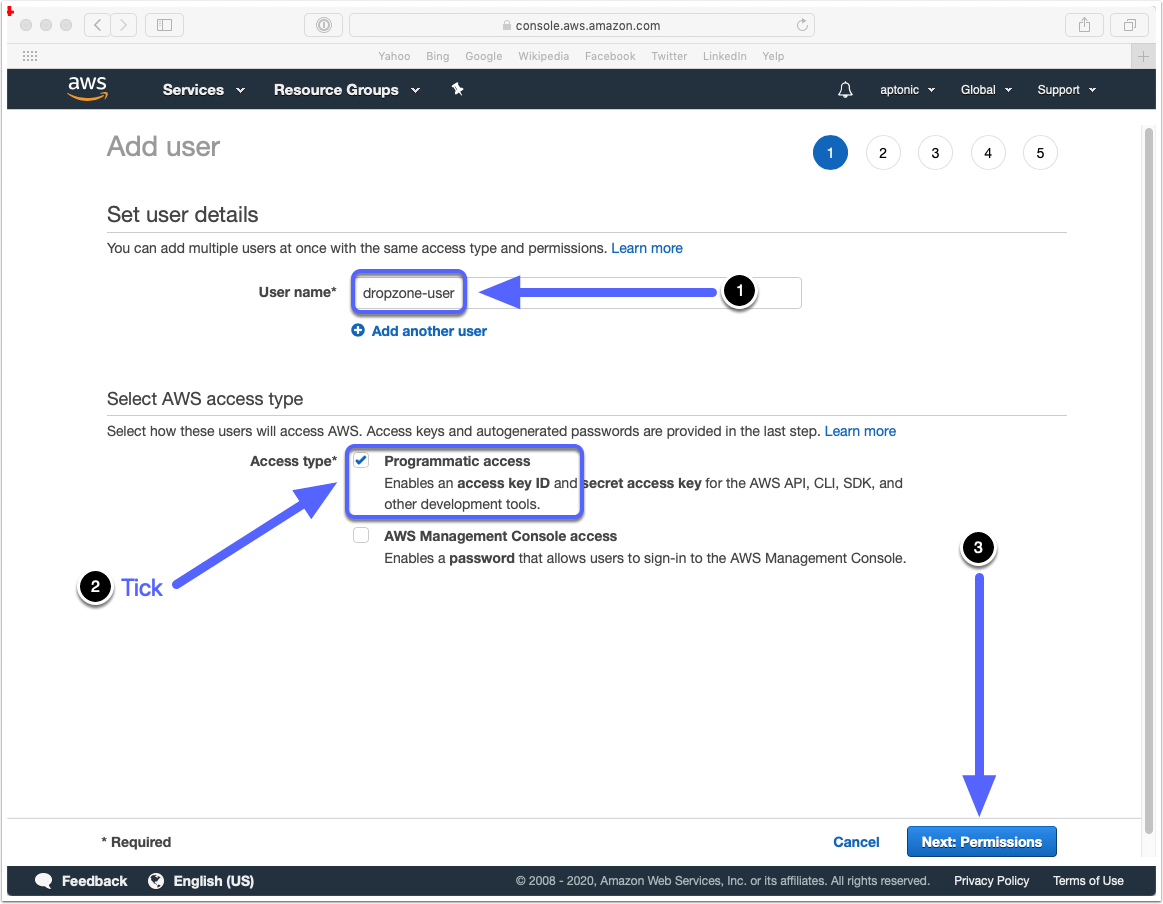 console.aws.amazon.com
Yahoo Bing Google Wikipedia Facebook Twitter LinkedIn Yelp
aws Services Resource Groups aptonic Global Support
Add user
1 2 3 4 5
Set user details
You can add multiple users at once with the same access type and permissions. Learn more
User name* dropzone-user 1
Add another user
Select AWS access type
Select how these users will access AWS. Access keys and autogenerated passwords are provided in the last step. Learn more
Access type* Programmatic access
Enables an access key ID and secret access key for the AWS API, CLI, SDK, and
other development tools.
AWS Management Console access
3
Enables a password that allows users to sign-in to the AWS Management Console.
2 Tick
* Required Cancel Next: Permissions
Feedback English (US) © 2008 - 2020, Amazon Web Services, Inc. or its affiliates. All rights reserved. Privacy Policy Terms of Use